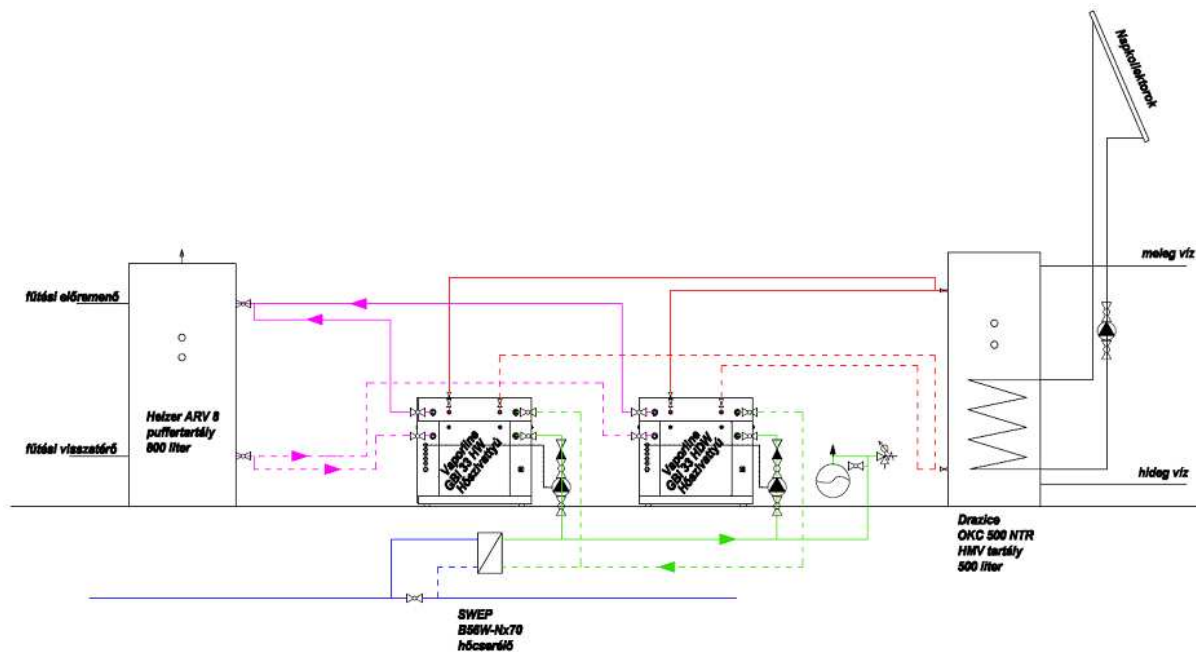 Napkollektorok
meleg víz
fűtési előremenő
Heizer ARV 8
puffertartály
800 liter
fűtési visszatérő
Vaporline
GBI 33 HW
Hőszivattyú
Vaporline
GBI 33 HDW
Hőszivattyú
hideg víz
Drazice
OKC 500 NTR
HMV tartály
500 liter
SWEP
B56W-Nx70
hőcserélő